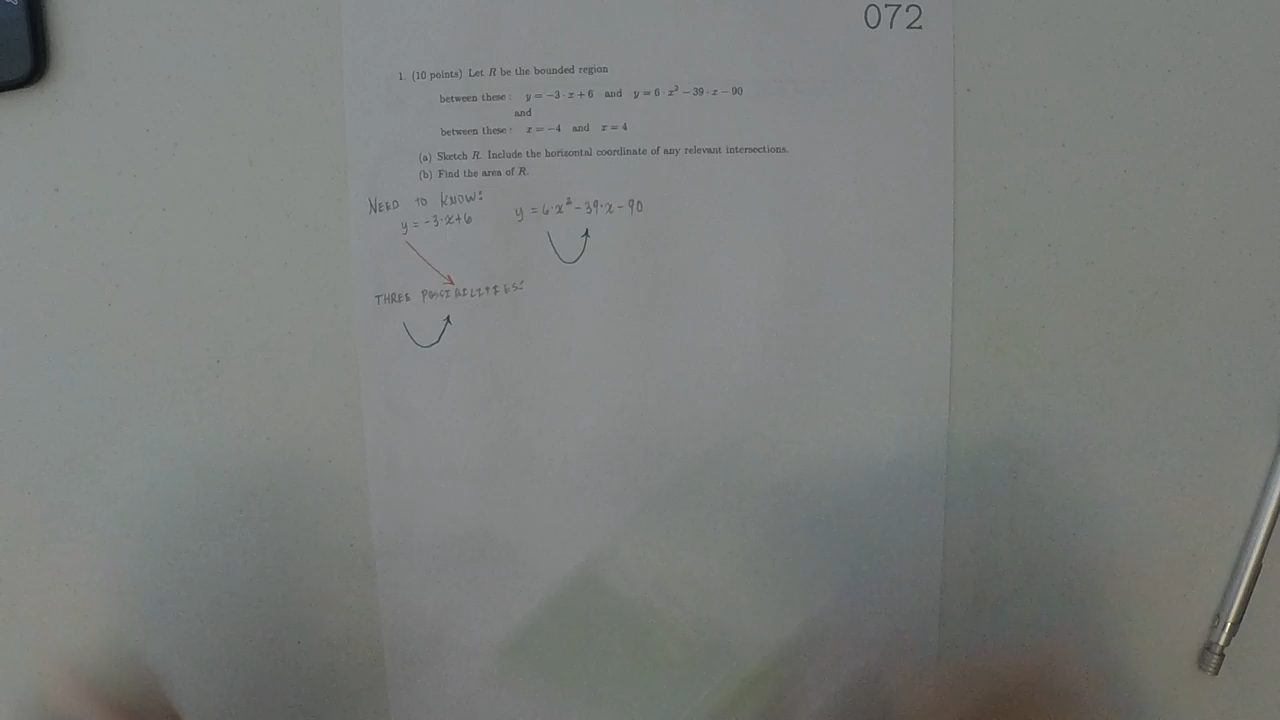 072
1. (10 points) Let R be the bounded region
between these : y = −3 · x + 6 and y = 6 · x² − 39 · x − 90
and
between these : x = −4 and x = 4
(a) Sketch R. Include the horizontal coordinate of any relevant intersections.
(b) Find the area of R.
NEED TO KNOW:
y = -3·x+6 y = 6·x²-39·x-90
THREE POSSIBILITIES: